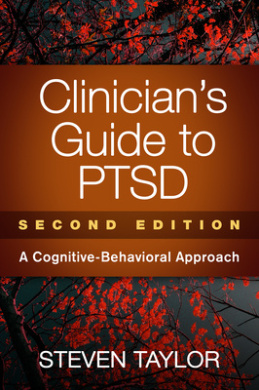 Clinician's
Guide to
PTSD
SECOND EDITION
A Cognitive-Behavioral Approach
STEVEN TAYLOR